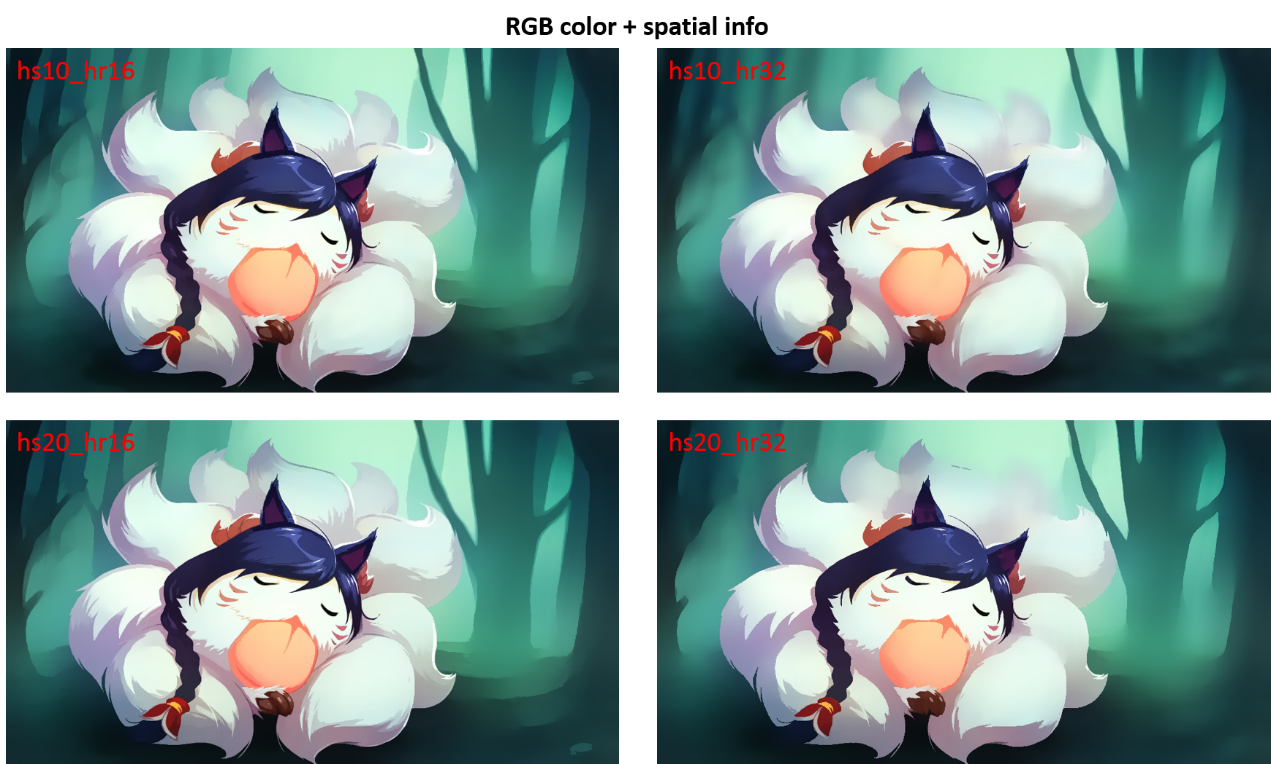 RGB color + spatial info
hs10_hr16
hs10_hr32
hs20_hr16
hs20_hr32